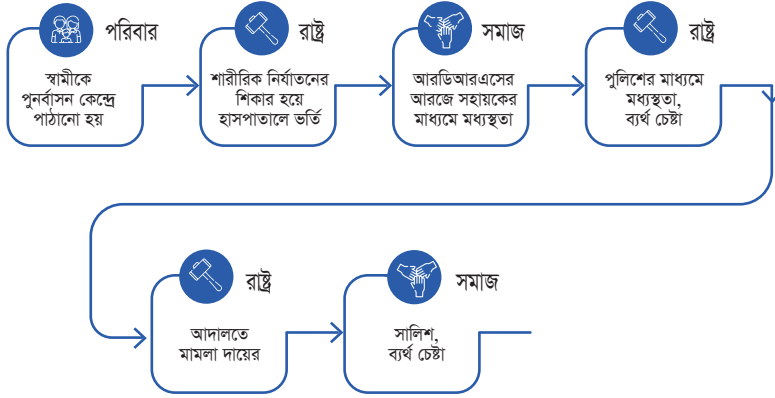 পরিবার
স্বামীকে
পুনর্বাসন কেন্দ্রে
পাঠানো হয়
রাষ্ট্র
শারীরিক নির্যাতনের
শিকার হয়ে
হাসপাতালে ভর্তি
সমাজ
আরডিআরএসের
আরজে সহায়কের
মাধ্যমে মধ্যস্থতা
রাষ্ট্র
পুলিশের মাধ্যমে
মধ্যস্থতা,
ব্যর্থ চেষ্টা
রাষ্ট্র
আদালতে
মামলা দায়ের
সমাজ
সালিশ,
ব্যর্থ চেষ্টা